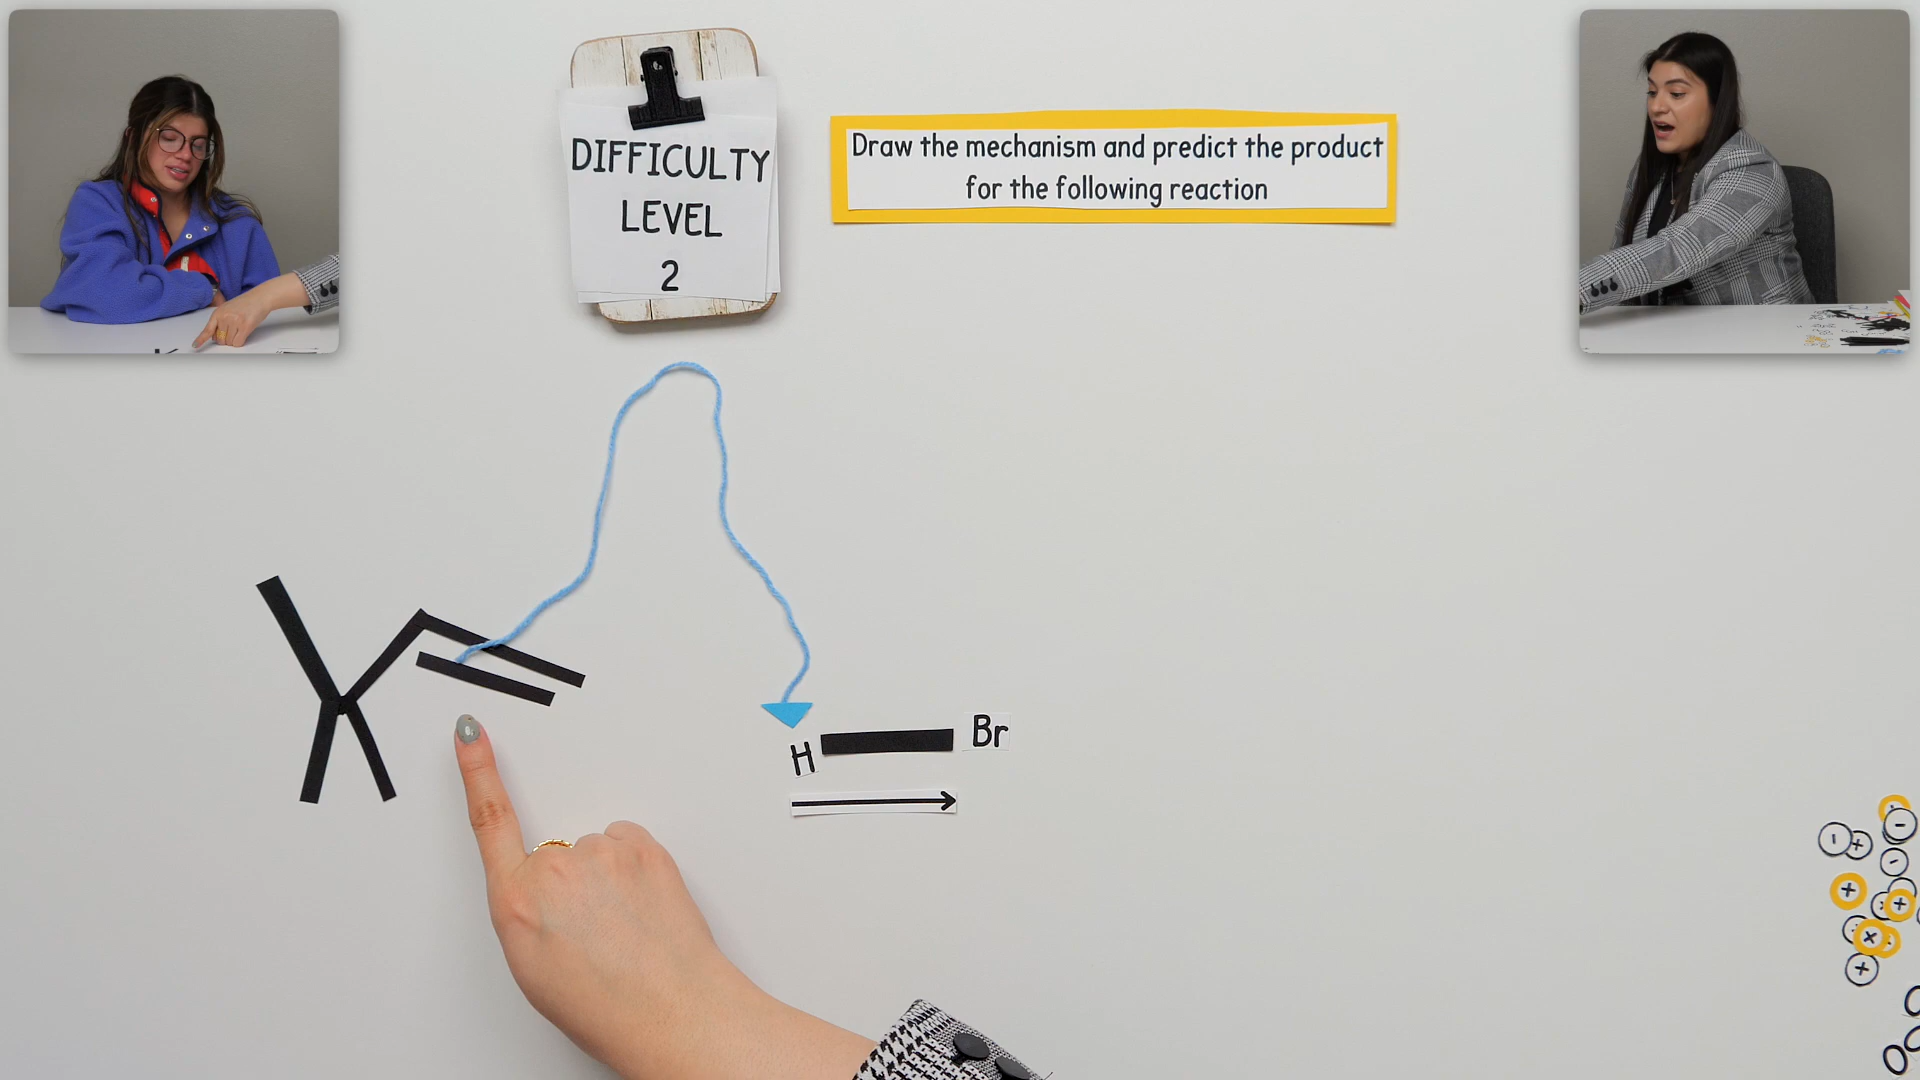 DIFFICULTY
LEVEL
2
Draw the mechanism and predict the product
for the following reaction
H
Br
-
+
-
-
+
+
+
+